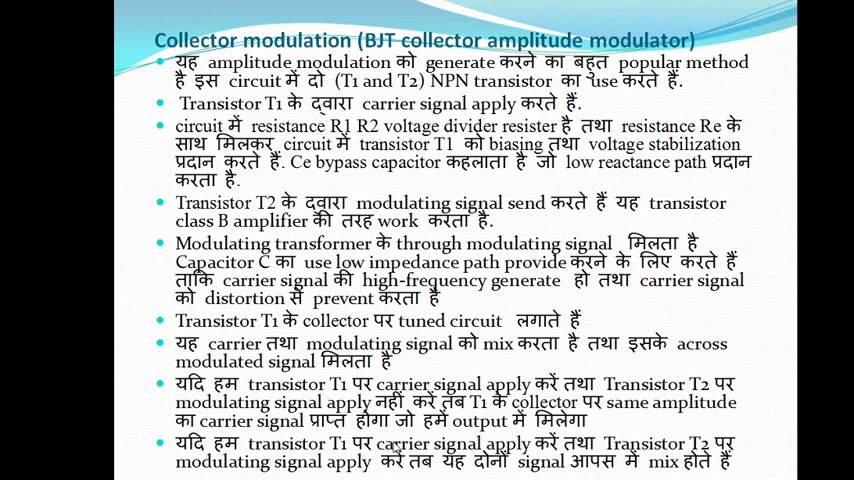 Collector modulation (BJT collector amplitude modulator)
• यह amplitude modulation को generate करने का बहुत popular method
है इस circuit में दो (T1 and T2) NPN transistor का use करते हैं.
• Transistor T1 के द्वारा carrier signal apply करते हैं.
• circuit में resistance R1 R2 voltage divider resister है तथा resistance Re के
साथ मिलकर circuit में transistor T1 को biasing तथा voltage stabilization
प्रदान करते हैं. Ce bypass capacitor कहलाता है जो low reactance path प्रदान
करता है.
• Transistor T2 के द्वारा modulating signal send करते हैं यह transistor
class B amplifier की तरह work करता है.
• Modulating transformer के through modulating signal मिलता है
Capacitor C का use low impedance path provide करने के लिए करते हैं
ताकि carrier signal की high-frequency generate हो तथा carrier signal
को distortion से prevent करता है
• Transistor T1 के collector पर tuned circuit लगाते हैं
• यह carrier तथा modulating signal को mix करता है तथा इसके across
modulated signal मिलता है
• यदि हम transistor T1 पर carrier signal apply करें तथा Transistor T2 पर
modulating signal apply नहीं करें तब T1 के collector पर same amplitude
का carrier signal प्राप्त होगा जो हमें output में मिलेगा
• यदि हम transistor T1 पर carrier signal apply करें तथा Transistor T2 पर
modulating signal apply करें तब यह दोनों signal आपस में mix होते हैं